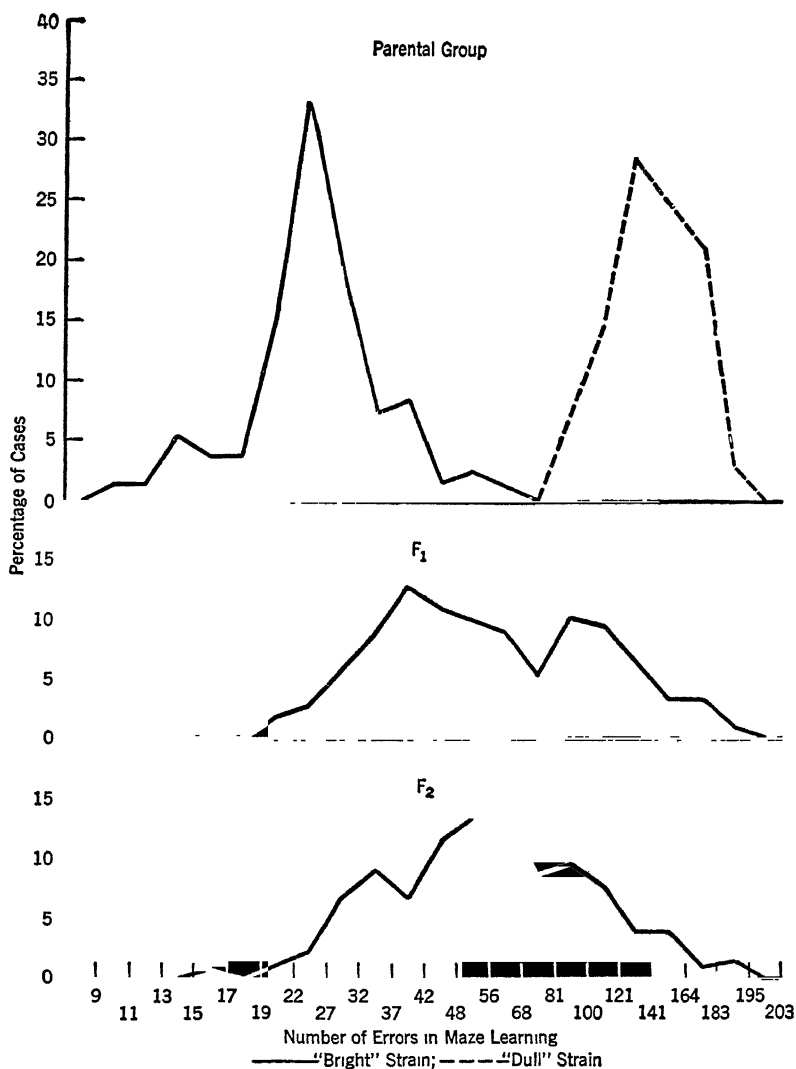 40
Parental Group
35
30
25
20
15
10
5
0
Percentage of Cases
F₁
15
10
5
0
F₂
15
10
5
0
9 13 17 22 32 42 56 81 121 164 195
11 15 19 27 37 48 68 100 141 183 203
Number of Errors in Maze Learning
"Bright" Strain; "Dull" Strain